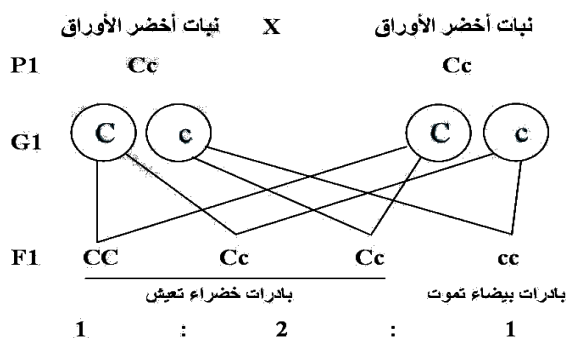 نبات أخضر الأوراق X نبات أخضر الأوراق
P1 Cc Cc
G1 C c C c
F1 CC Cc Cc cc
بادرات خضراء تعيش بادرات بيضاء تموت
1 : 2 : 1